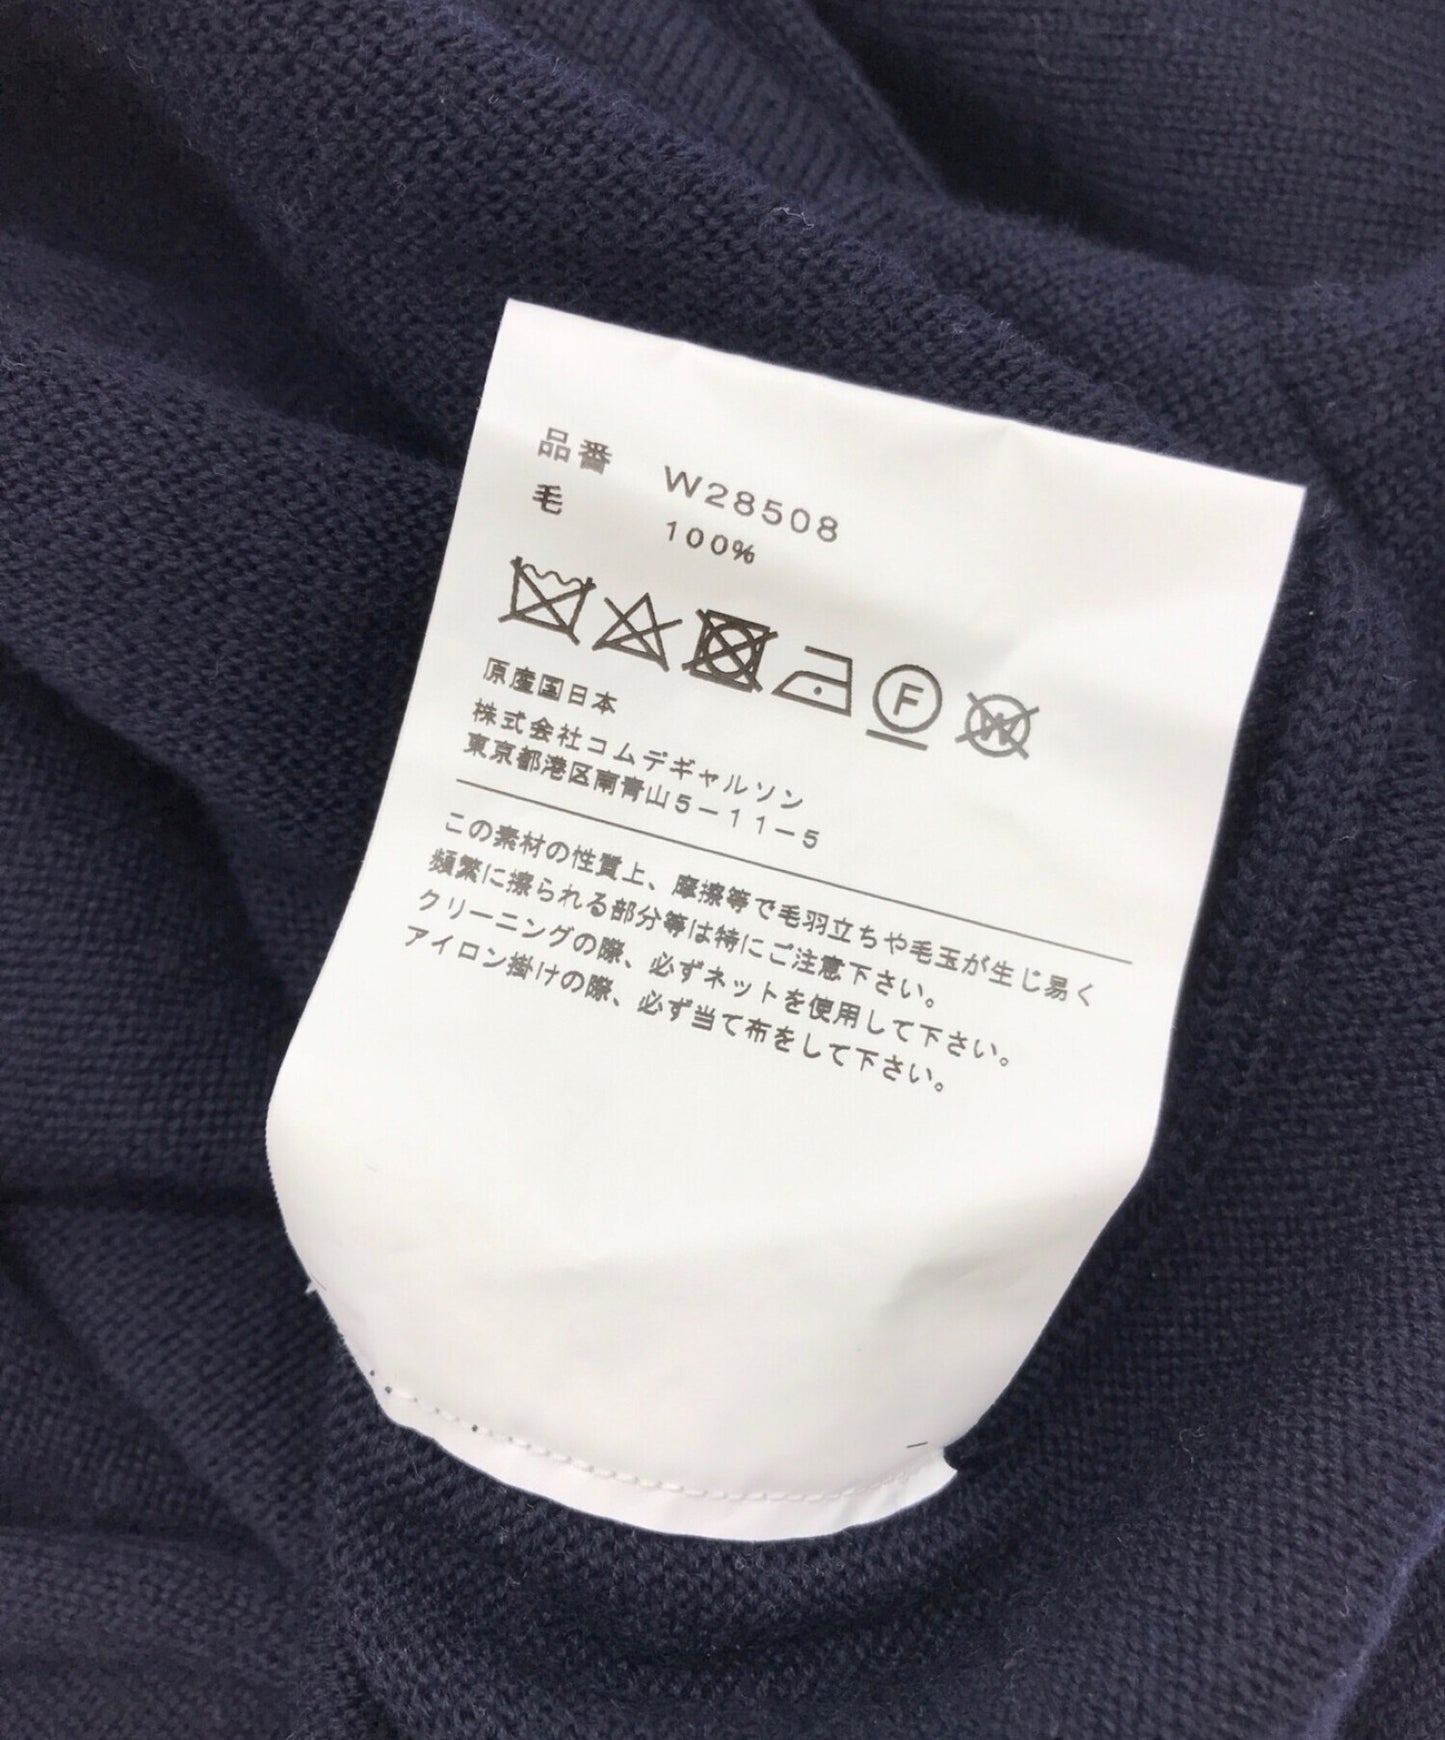 品番 W28508
毛 100%
F
W
原産国日本
株式会社コムデギャルソン
東京都港区南青山5-11-5
この素材の性質上、摩擦等で毛羽立ちや毛玉が生じ易く
頻繁に擦られる部分等は特にご注意下さい。
クリーニングの際、必ずネットを使用して下さい。
アイロン掛けの際、必ず当て布をして下さい。